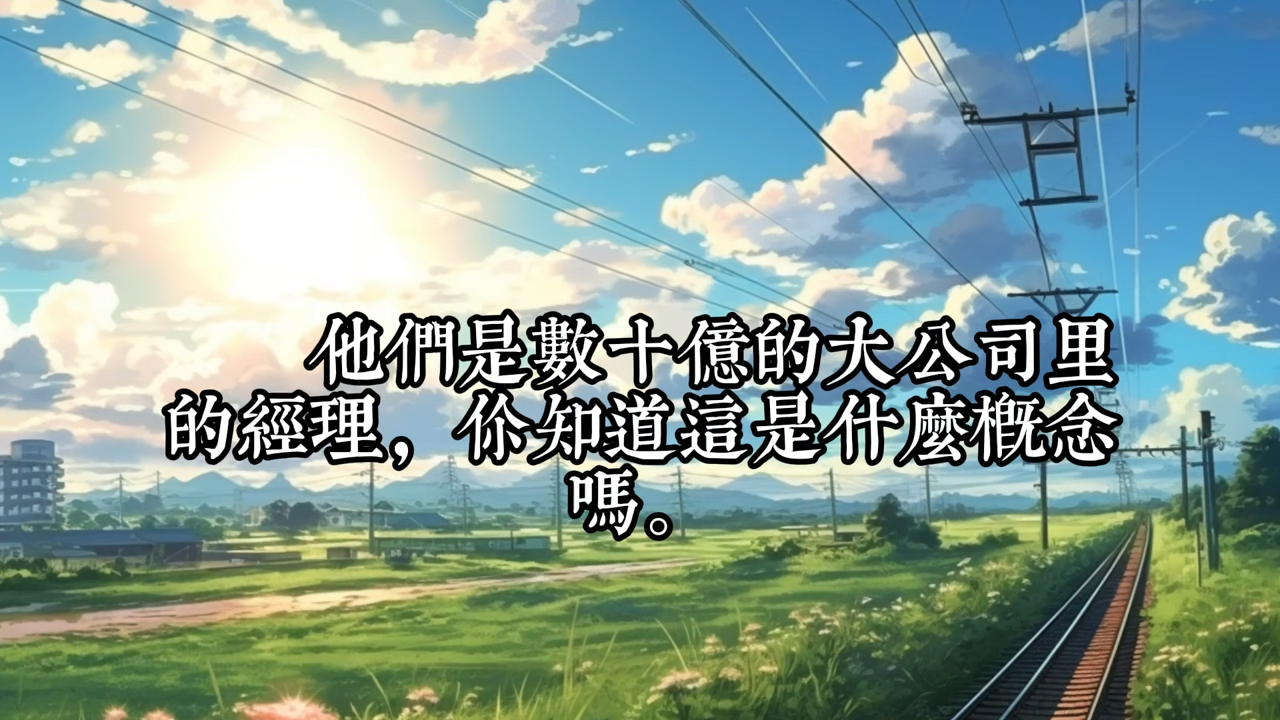 他們是數十億的大公司里
的經理，你知道這是什麼概念
嗎。